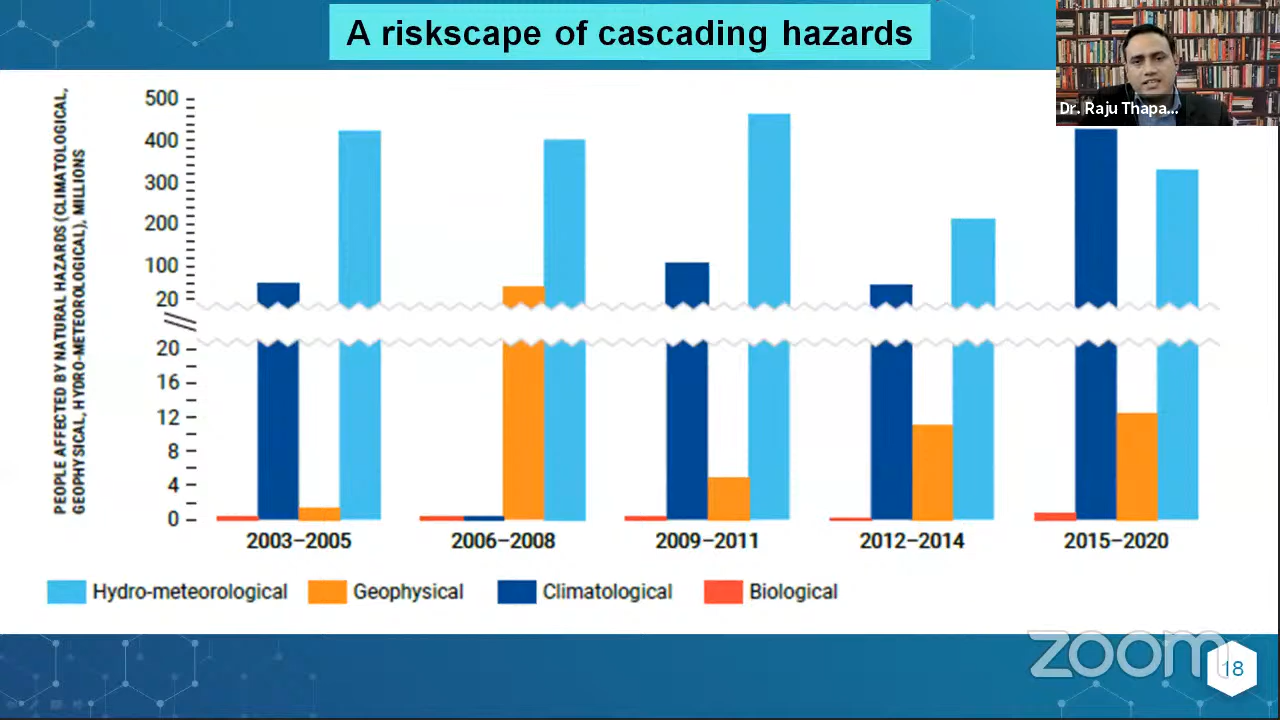 A riskscape of cascading hazards
Dr. Raju Thapa...
PEOPLE AFFECTED BY NATURAL HAZARDS (CLIMATOLOGICAL,
GEOPHYSICAL, HYDRO-METEOROLOGICAL), MILLIONS
500
400
300
200
100
20
20
16
12
8
4
0
2003–2005 2006–2008 2009–2011 2012–2014 2015–2020
Hydro-meteorological Geophysical Climatological Biological
zoom
18